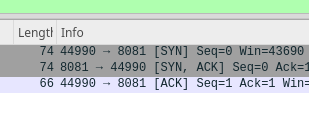 Length Info
74 44990 → 8081 [SYN] Seq=0 Win=43690
74 8081 → 44990 [SYN, ACK] Seq=0 Ack=1
66 44990 → 8081 [ACK] Seq=1 Ack=1 Win=